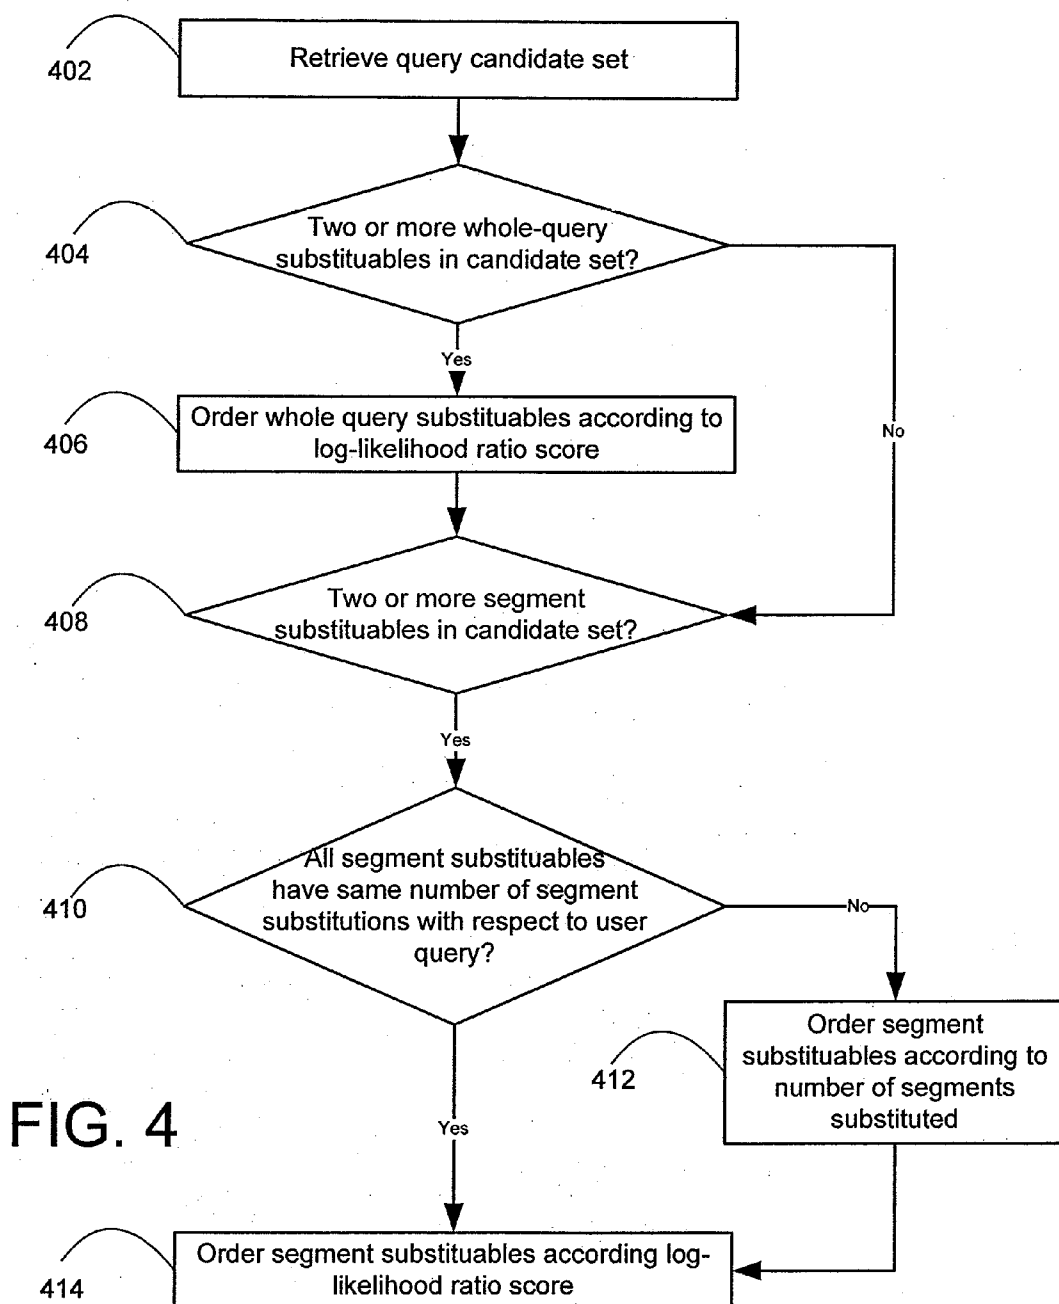 402
Retrieve query candidate set
404
Two or more whole-query
substituables in candidate set?
Yes
406
Order whole query substituables according to
log-likelihood ratio score
No
408
Two or more segment
substituables in candidate set?
Yes
410
All segment substituables
have same number of segment
substitutions with respect to user
query?
No
412
Order segment
substituables according to
number of segments
substituted
FIG. 4
Yes
414
Order segment substituables according log-
likelihood ratio score